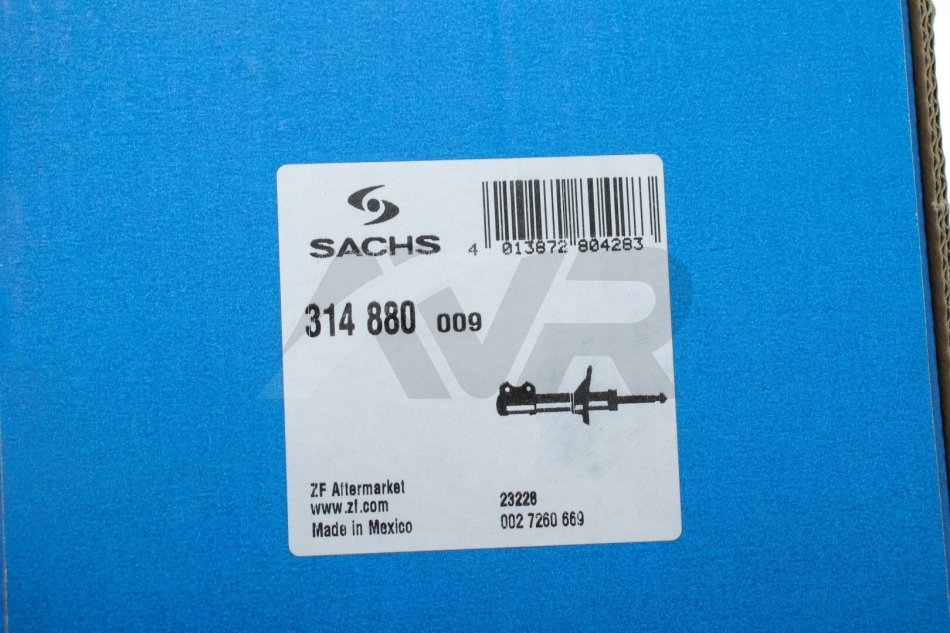 SACHS
4 013872 804283
314 880 009
AVR
ZF Aftermarket
www.zf.com
Made in Mexico
23228
002 7260 669